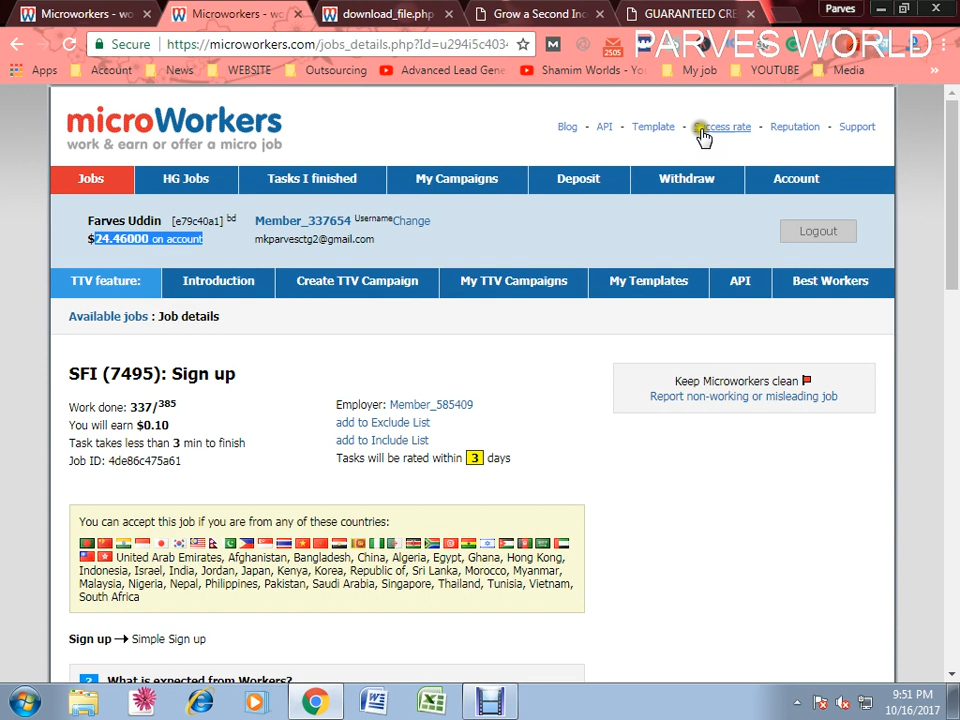 Microworkers - wo
Microworkers - wo
download_file.php
Grow a Second Inc
GUARANTEED CRE
Parves
Secure
https://microworkers.com/jobs_details.php?Id=u294i5c403
2505
PARVES WORLD
Apps
Account
News
WEBSITE
Outsourcing
Advanced Lead Gene
Shamim Worlds - You
My job
YOUTUBE
Media
microWorkers
work & earn or offer a micro job
Blog - API - Template - Success rate - Reputation - Support
Jobs
HG Jobs
Tasks I finished
My Campaigns
Deposit
Withdraw
Account
Farves Uddin [e79c40a1] bd
Member_337654 Username Change
$24.46000 on account
mkparvesctg2@gmail.com
Logout
TTV feature:
Introduction
Create TTV Campaign
My TTV Campaigns
My Templates
API
Best Workers
Available jobs : Job details
SFI (7495): Sign up
Work done: 337/385
You will earn $0.10
Task takes less than 3 min to finish
Job ID: 4de86c475a61
Employer: Member_585409
add to Exclude List
add to Include List
Tasks will be rated within 3 days
Keep Microworkers clean
Report non-working or misleading job
You can accept this job if you are from any of these countries:
United Arab Emirates, Afghanistan, Bangladesh, China, Algeria, Egypt, Ghana, Hong Kong,
Indonesia, Israel, India, Jordan, Japan, Kenya, Korea, Republic of, Sri Lanka, Morocco, Myanmar,
Malaysia, Nigeria, Nepal, Philippines, Pakistan, Saudi Arabia, Singapore, Thailand, Tunisia, Vietnam,
South Africa
Sign up → Simple Sign up
? What is expected from Workers?
9:51 PM
10/16/2017